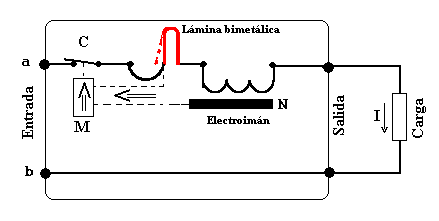 Lámina bimetálica
C
a
N
Electroimán
M
I
Entrada
Salida
Carga
b